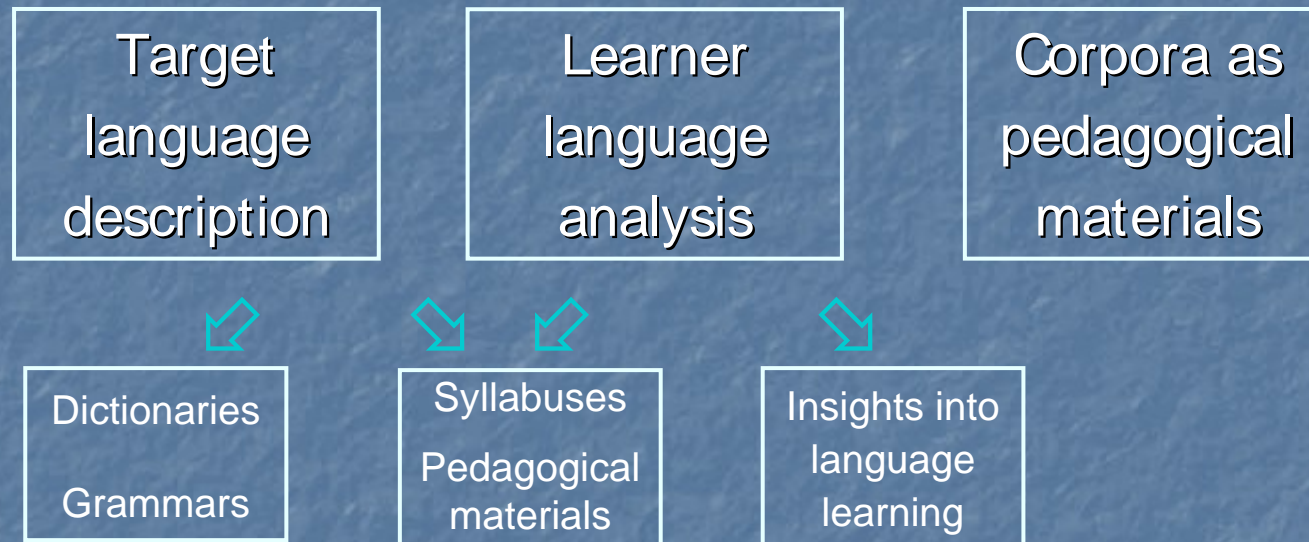 Target
language
description
Learner
language
analysis
Corpora as
pedagogical
materials
Dictionaries
Grammars
Syllabuses
Pedagogical
materials
Insights into
language
learning